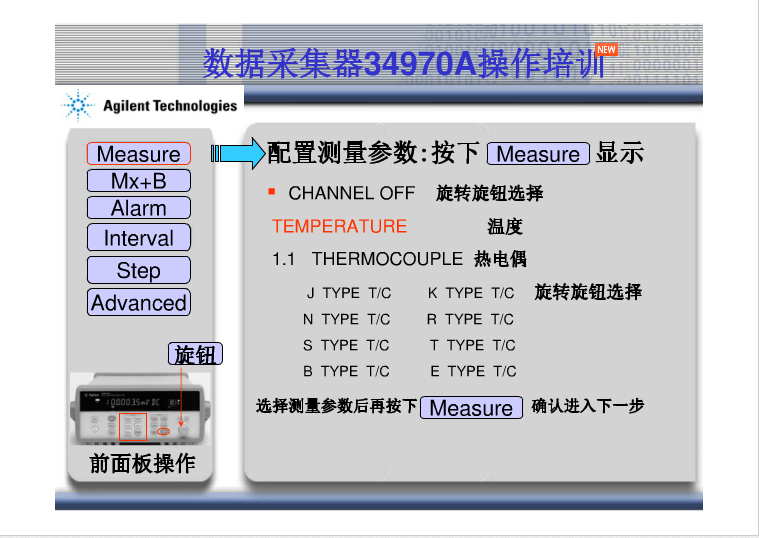 数据采集器34970A操作培训
NEW
Agilent Technologies
Measure
Mx+B
Alarm
Interval
Step
Advanced
旋钮
前面板操作
配置测量参数:按下 Measure 显示
CHANNEL OFF 旋转旋钮选择
TEMPERATURE 温度
1.1 THERMOCOUPLE 热电偶
J TYPE T/C K TYPE T/C 旋转旋钮选择
N TYPE T/C R TYPE T/C
S TYPE T/C T TYPE T/C
B TYPE T/C E TYPE T/C
选择测量参数后再按下 Measure 确认进入下一步